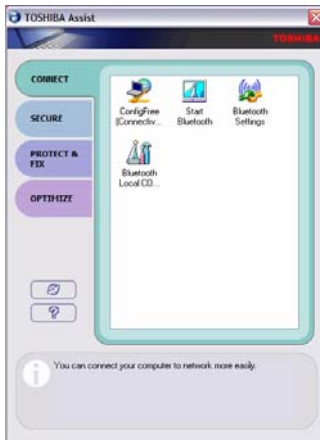 TOSHIBA Assist
TOSHIBA
CONNECT
SECURE
PROTECT &
FIX
OPTIMIZE
ConfigFree
(Connectiv...
Start
Bluetooth
Bluetooth
Settings
Bluetooth
Local CO...
?
You can connect your computer to network more easily.